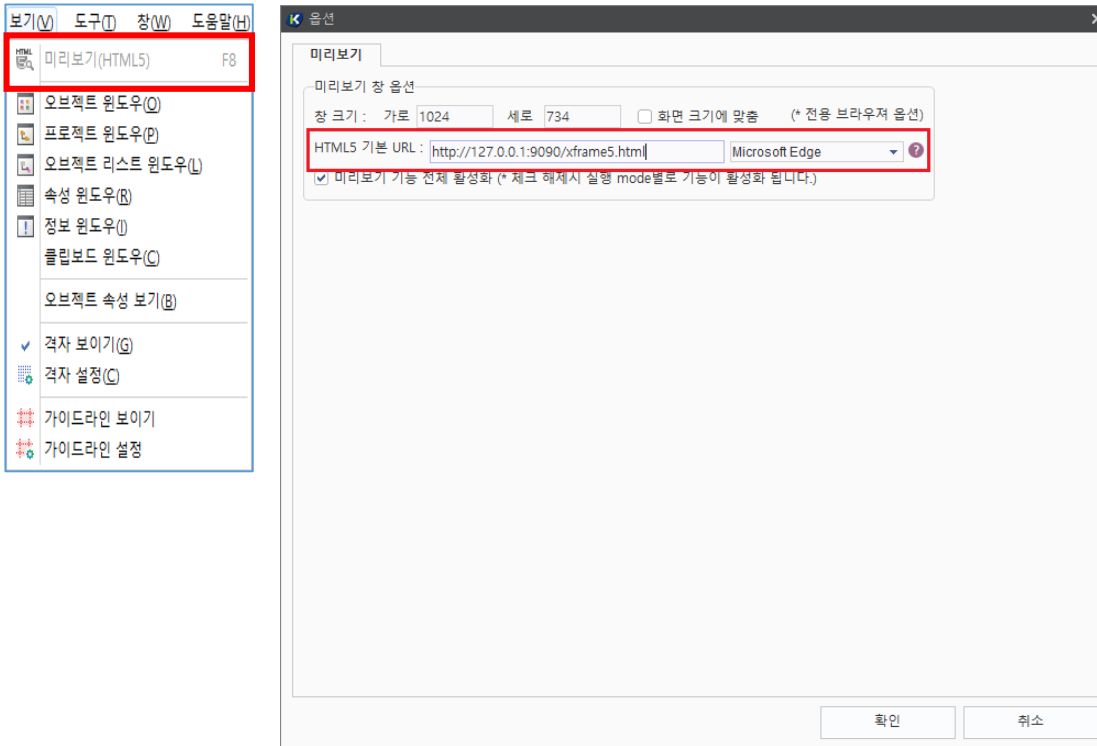 보기(V) 도구(T) 창(W) 도움말(H)
HTML 미리보기(HTML5) F8
오브젝트 윈도우(O)
프로젝트 윈도우(P)
오브젝트 리스트 윈도우(L)
속성 윈도우(R)
정보 윈도우(I)
클립보드 윈도우(C)
오브젝트 속성 보기(B)
격자 보이기(G)
격자 설정(C)
가이드라인 보이기
가이드라인 설정
K 옵션
미리보기
미리보기 창 옵션
창 크기 : 가로 1024 세로 734 화면 크기에 맞춤 (* 전용 브라우져 옵션)
HTML5 기본 URL : http://127.0.0.1:9090/xframe5.html Microsoft Edge ?
미리보기 기능 전체 활성화 (* 체크 해제시 실행 mode별로 기능이 활성화 됩니다.)
확인 취소